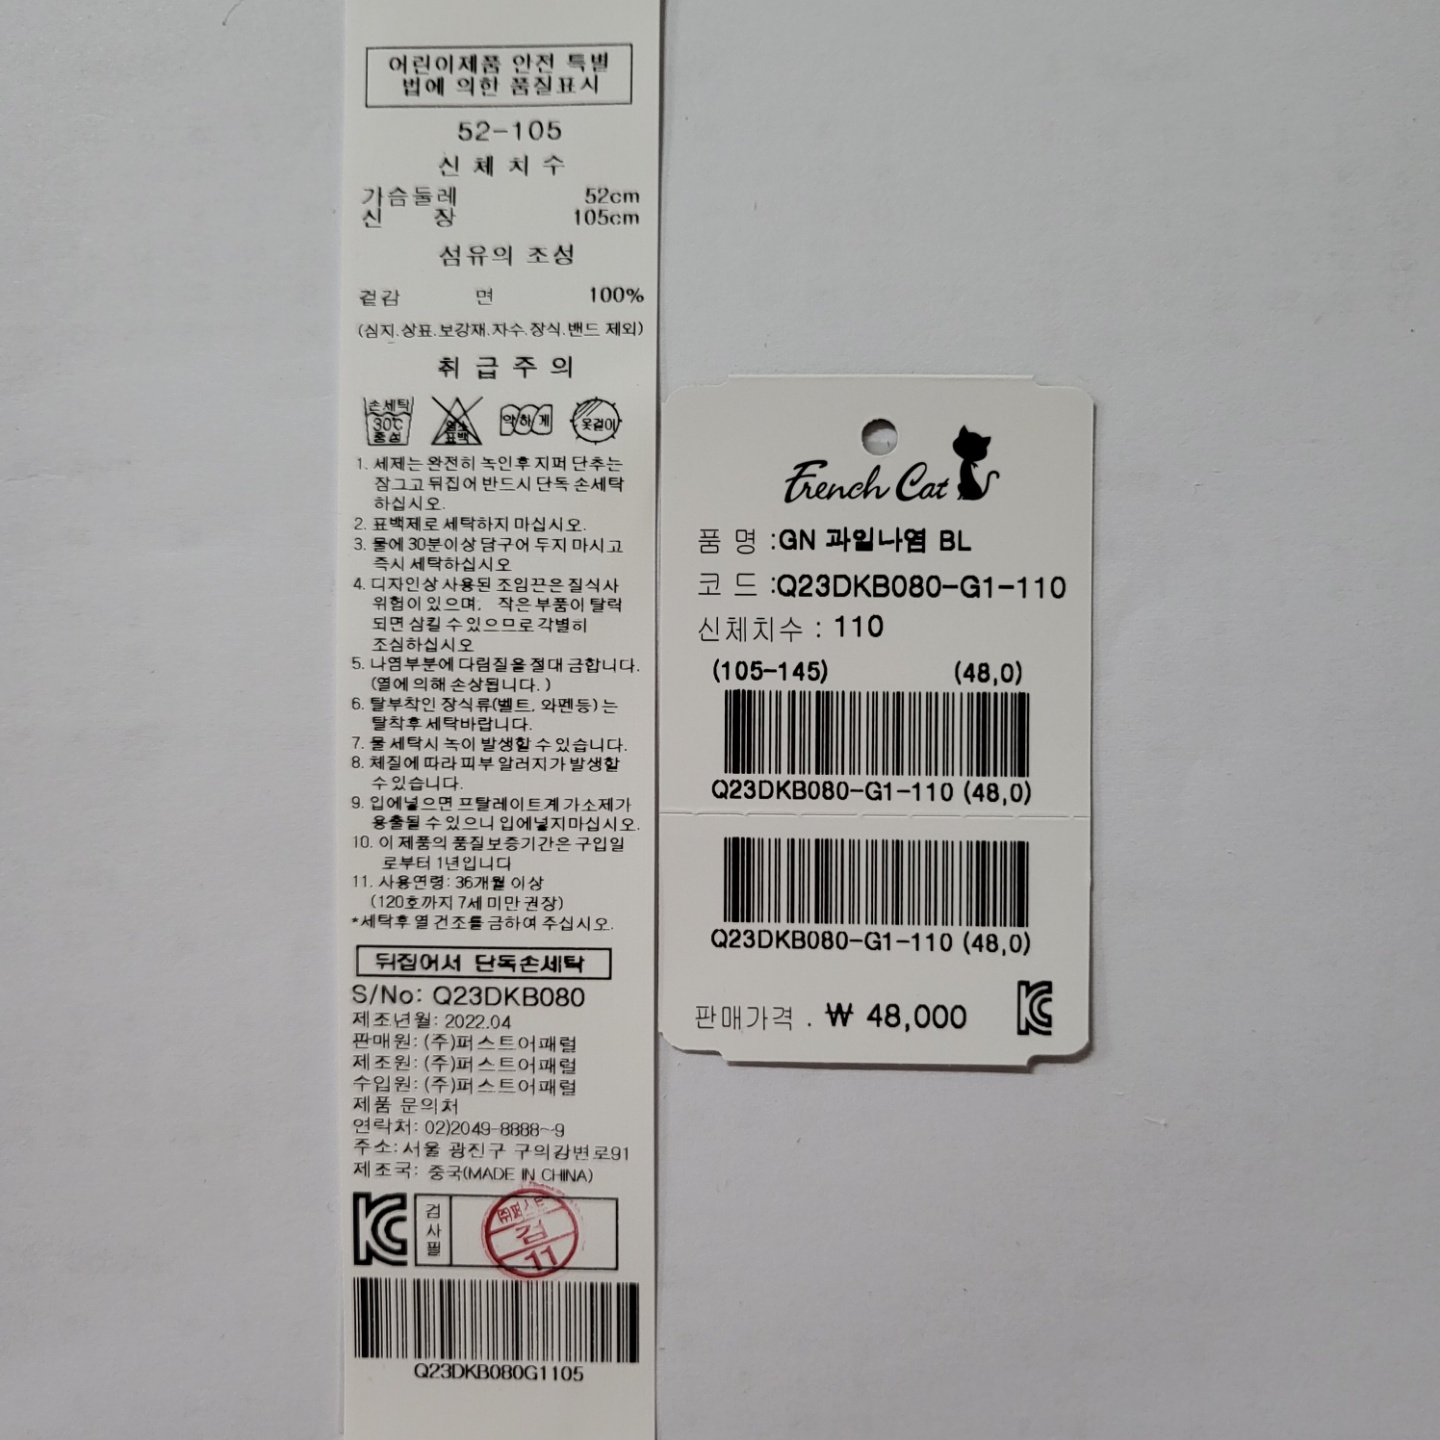 어린이제품 안전 특별
법에 의한 품질표시
52-105
신 체 치 수
가슴둘레 52cm
신 장 105cm
섬유의 조성
겉감 면 100%
(심지.상표.보강재.자수.장식.밴드 제외)
취 급 주 의
손세탁 30℃ 중성
염소 표백
약하게
옷걸이
1. 세제는 완전히 녹인후 지퍼 단추는
잠그고 뒤집어 반드시 단독 손세탁
하십시오.
2. 표백제로 세탁하지 마십시오.
3. 물에 30분이상 담구어 두지 마시고
즉시 세탁하십시오
4. 디자인상 사용된 조임끈은 질식사
위험이 있으며, 작은 부품이 탈락
되면 삼킬 수 있으므로 각별히
조심하십시오
5. 나염부분에 다림질을 절대 금합니다.
(열에 의해 손상됩니다.)
6. 탈부착인 장식류(벨트, 와펜등) 는
탈착후 세탁바랍니다.
7. 물 세탁시 녹이 발생할 수 있습니다.
8. 체질에 따라 피부 알러지가 발생할
수 있습니다.
9. 입에넣으면 프탈레이트계 가소제가
용출될 수 있으니 입에넣지마십시오.
10. 이 제품의 품질보증기간은 구입일
로부터 1년입니다
11. 사용연령: 36개월 이상
(120호까지 7세 미만 권장)
*세탁후 열 건조를 금하여 주십시오.
뒤집어서 단독손세탁
S/No: Q23DKB080
제조년월: 2022.04
판매원: (주)퍼스트어패럴
제조원: (주)퍼스트어패럴
수입원: (주)퍼스트어패럴
제품 문의처
연락처: 02)2049-8888~9
주소: 서울 광진구 구의강변로91
제조국: 중국(MADE IN CHINA)
KC
검사필
㈜퍼스트
검
11
Q23DKB080G1105
French Cat
품 명 :GN 과일나염 BL
코 드 :Q23DKB080-G1-110
신체치수 : 110
(105-145) (48,0)
Q23DKB080-G1-110 (48,0)
Q23DKB080-G1-110 (48,0)
판매가격 . ₩ 48,000
KC